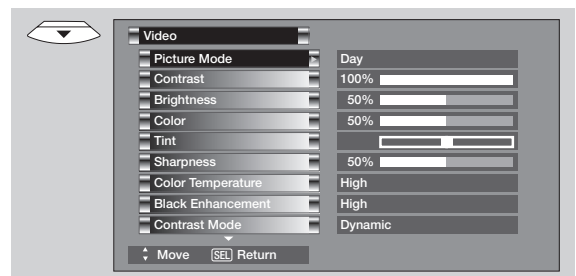 Video
Picture Mode Day
Contrast 100%
Brightness 50%
Color 50%
Tint
Sharpness 50%
Color Temperature High
Black Enhancement High
Contrast Mode Dynamic
Move SEL Return